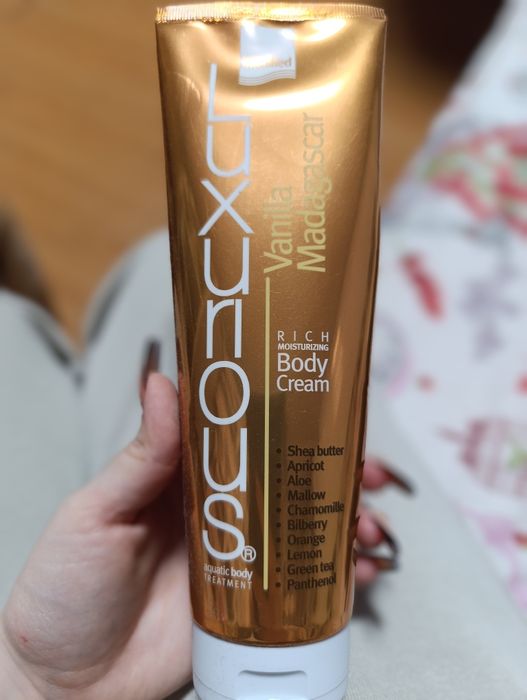 Luxurious®
aquatic body
TREATMENT
Vanilla
Madagascar
RICH
MOISTURIZING
Body
Cream
• Shea butter
• Apricot
• Aloe
• Mallow
• Chamomille
• Bilberry
• Orange
• Lemon
• Green tea
• Panthenol